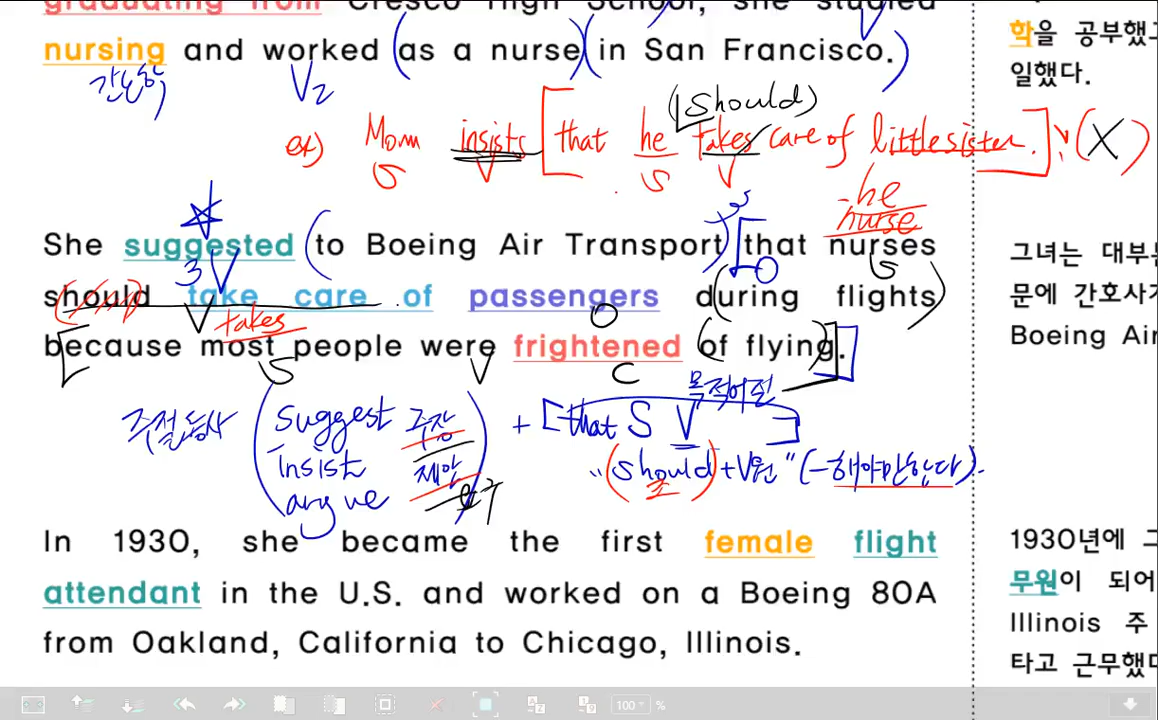 graduating from Cresco High School, she studied
nursing and worked (as a nurse)(in San Francisco.)
간호학
V2
(should)
ex) Mom insists [that he takes care of little sister.] (X)
S V S V
he
nurse
She suggested (to Boeing Air Transport) that nurses
3 V S
should take care of passengers (during flights)
V takes O
[because most people were frightened (of flying).]
S V C
목적어절
주절동사 (suggest 주장 + [that S V ]
insist 제안 "(should)+V원" (~해야만한다).
argue 요구
In 1930, she became the first female flight
attendant in the U.S. and worked on a Boeing 80A
from Oakland, California to Chicago, Illinois.
학을 공부했고
일했다.
그녀는 대부분
문에 간호사가
Boeing Air
1930년에 그
무원이 되어
Illinois 주
타고 근무했다
100 %